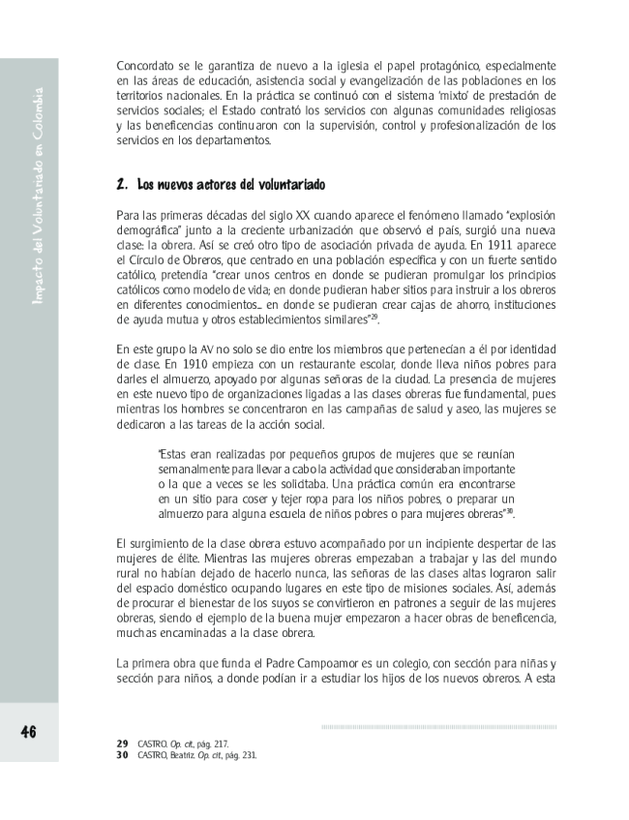 Impacto del Voluntariado en Colombia
Concordato se le garantiza de nuevo a la iglesia el papel protagónico, especialmente
en las áreas de educación, asistencia social y evangelización de las poblaciones en los
territorios nacionales. En la práctica se continuó con el sistema 'mixto' de prestación de
servicios sociales; el Estado contrató los servicios con algunas comunidades religiosas
y las beneficencias continuaron con la supervisión, control y profesionalización de los
servicios en los departamentos.
2. Los nuevos actores del voluntariado
Para las primeras décadas del siglo XX cuando aparece el fenómeno llamado "explosión
demográfica" junto a la creciente urbanización que observó el país, surgió una nueva
clase: la obrera. Así se creó otro tipo de asociación privada de ayuda. En 1911 aparece
el Círculo de Obreros, que centrado en una población específica y con un fuerte sentido
católico, pretendía "crear unos centros en donde se pudieran promulgar los principios
católicos como modelo de vida; en donde pudieran haber sitios para instruir a los obreros
en diferentes conocimientos... en donde se pudieran crear cajas de ahorro, instituciones
de ayuda mutua y otros establecimientos similares"29.
En este grupo la AV no solo se dio entre los miembros que pertenecían a él por identidad
de clase. En 1910 empieza con un restaurante escolar, donde lleva niños pobres para
darles el almuerzo, apoyado por algunas señoras de la ciudad. La presencia de mujeres
en este nuevo tipo de organizaciones ligadas a las clases obreras fue fundamental, pues
mientras los hombres se concentraron en las campañas de salud y aseo, las mujeres se
dedicaron a las tareas de la acción social.
"Estas eran realizadas por pequeños grupos de mujeres que se reunían
semanalmente para llevar a cabo la actividad que consideraban importante
o la que a veces se les solicitaba. Una práctica común era encontrarse
en un sitio para coser y tejer ropa para los niños pobres, o preparar un
almuerzo para alguna escuela de niños pobres o para mujeres obreras"30.
El surgimiento de la clase obrera estuvo acompañado por un incipiente despertar de las
mujeres de élite. Mientras las mujeres obreras empezaban a trabajar y las del mundo
rural no habían dejado de hacerlo nunca, las señoras de las clases altas lograron salir
del espacio doméstico ocupando lugares en este tipo de misiones sociales. Así, además
de procurar el bienestar de los suyos se convirtieron en patrones a seguir de las mujeres
obreras, siendo el ejemplo de la buena mujer empezaron a hacer obras de beneficencia,
muchas encaminadas a la clase obrera.
La primera obra que funda el Padre Campoamor es un colegio, con sección para niñas y
sección para niños, a donde podían ir a estudiar los hijos de los nuevos obreros. A esta
46
29 CASTRO. Op. cit., pág. 217.
30 CASTRO, Beatriz. Op. cit., pág. 231.